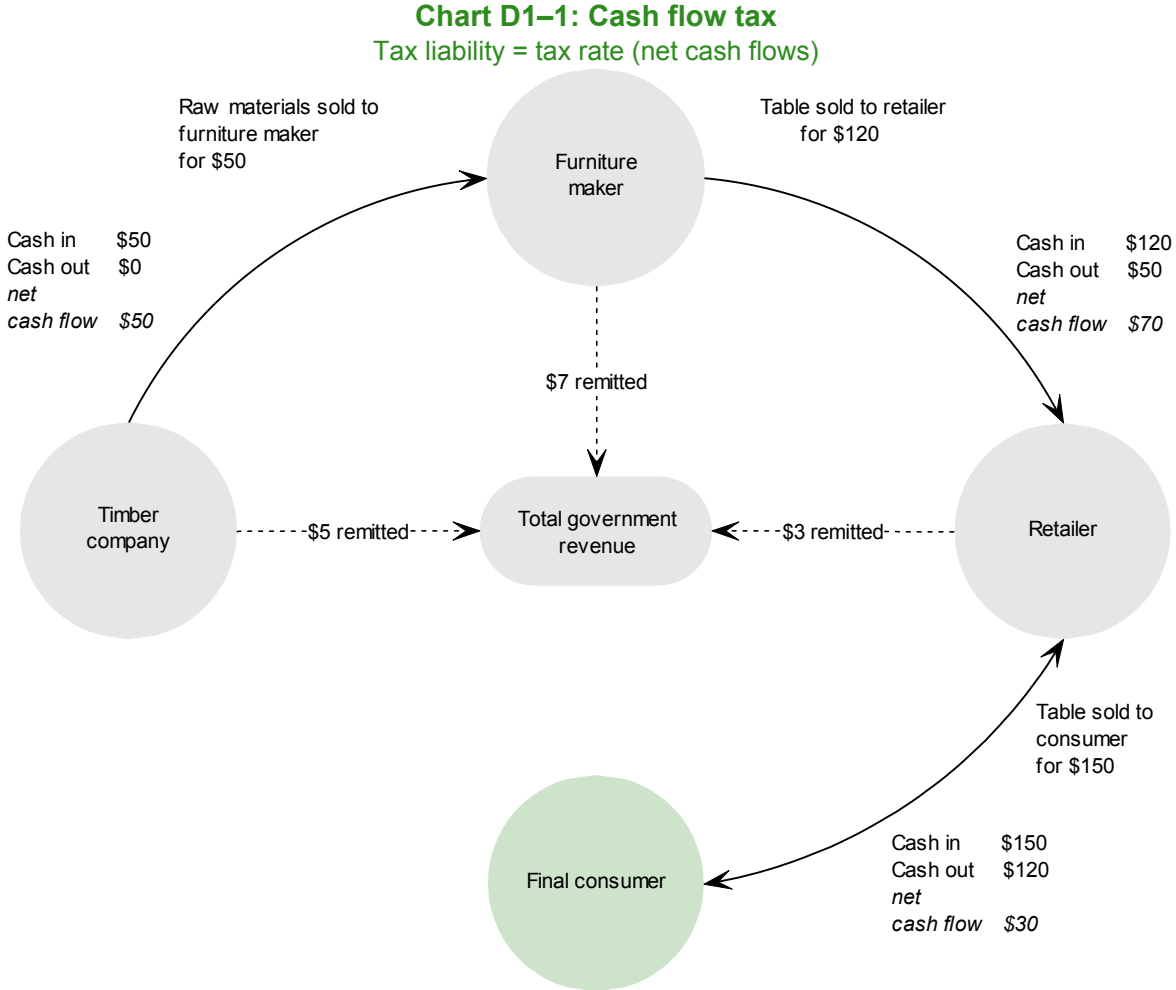 Chart D1–1: Cash flow tax
Tax liability = tax rate (net cash flows)
Raw materials sold to
furniture maker
for $50
Table sold to retailer
for $120
Furniture
maker
Cash in $50
Cash out $0
net
cash flow $50
Cash in $120
Cash out $50
net
cash flow $70
$7 remitted
Timber
company
$5 remitted
Total government
revenue
$3 remitted
Retailer
Table sold to
consumer
for $150
Final consumer
Cash in $150
Cash out $120
net
cash flow $30